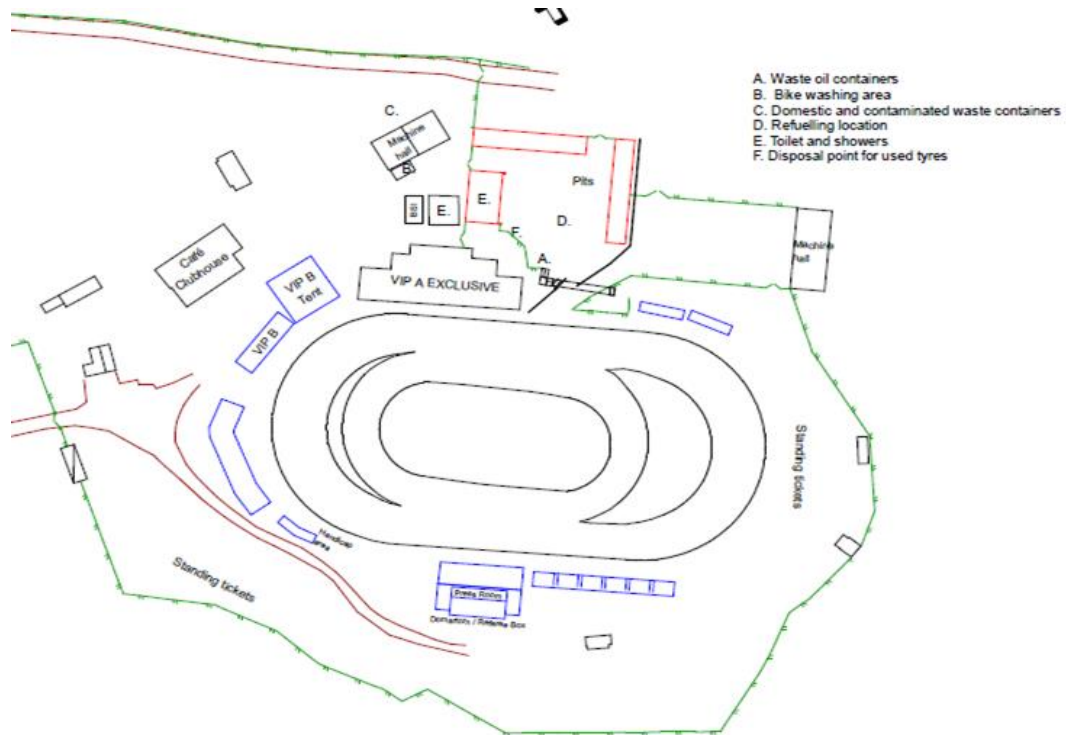 A. Waste oil containers
B. Bike washing area
C. Domestic and contaminated waste containers
D. Refuelling location
E. Toilet and showers
F. Disposal point for used tyres
C.
Machine
hall
Pits
E.
E.
D.
F.
A.
Machine
hall
Café
Clubhouse
VIP B
Tent
VIP A EXCLUSIVE
VIP B
Standing tickets
Handicap
area
Standing tickets
Press Room